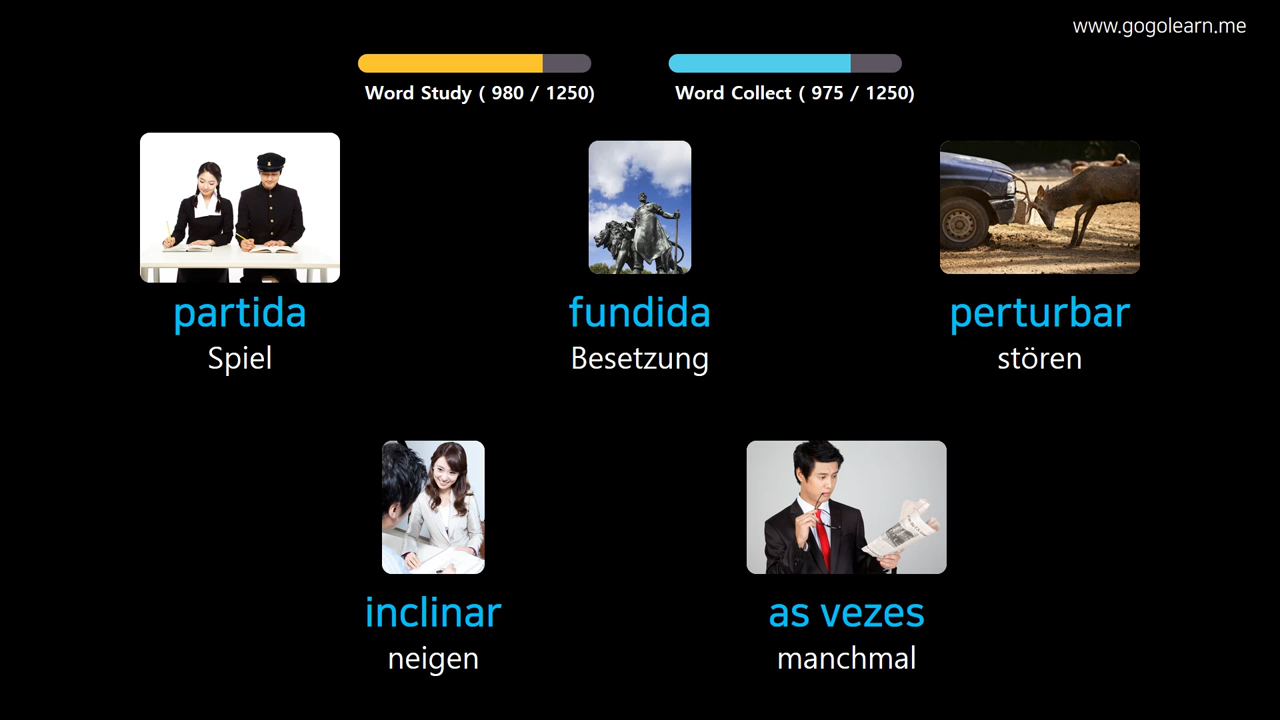 www.gogolearn.me
Word Study ( 980 / 1250)
Word Collect ( 975 / 1250)
partida
Spiel
fundida
Besetzung
perturbar
stören
inclinar
neigen
as vezes
manchmal